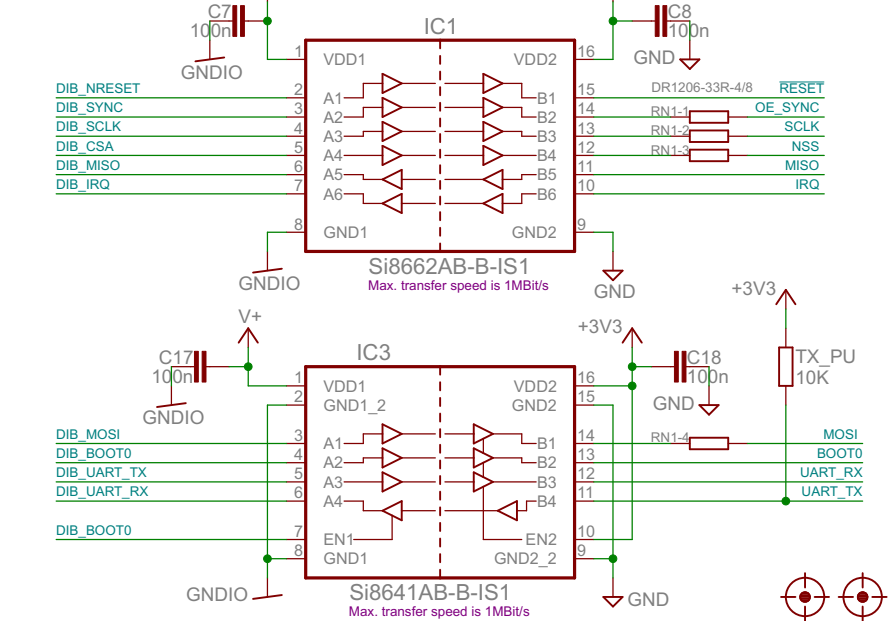 C7
100n
GNDIO
IC1
C8
100n
GND
1 VDD1 VDD2 16
DIB_NRESET 2 A1 B1 15 DR1206-33R-4/8 RESET
DIB_SYNC 3 A2 B2 14 RN1-1 OE_SYNC
DIB_SCLK 4 A3 B3 13 RN1-2 SCLK
DIB_CSA 5 A4 B4 12 RN1-3 NSS
DIB_MISO 6 A5 B5 11 MISO
DIB_IRQ 7 A6 B6 10 IRQ
8 GND1 GND2 9
GNDIO
Si8662AB-B-IS1
Max. transfer speed is 1MBit/s
GND
+3V3
V+
+3V3
C17
100n
GNDIO
IC3
C18
100n
GND
TX_PU
10K
1 VDD1 VDD2 16
2 GND1_2 GND2 15
DIB_MOSI 3 A1 B1 14 RN1-4 MOSI
DIB_BOOT0 4 A2 B2 13 BOOT0
DIB_UART_TX 5 A3 B3 12 UART_RX
DIB_UART_RX 6 A4 B4 11 UART_TX
DIB_BOOT0 7 EN1 EN2 10
8 GND1 GND2_2 9
GNDIO
Si8641AB-B-IS1
Max. transfer speed is 1MBit/s
GND